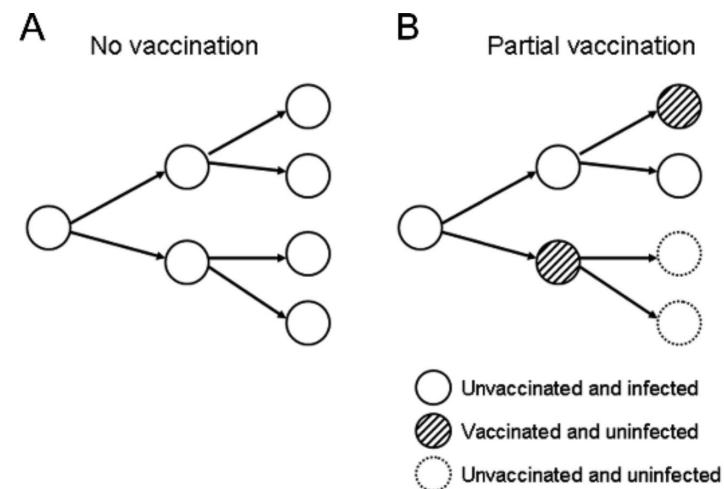 A
No vaccination
B
Partial vaccination
Unvaccinated and infected
Vaccinated and uninfected
Unvaccinated and uninfected